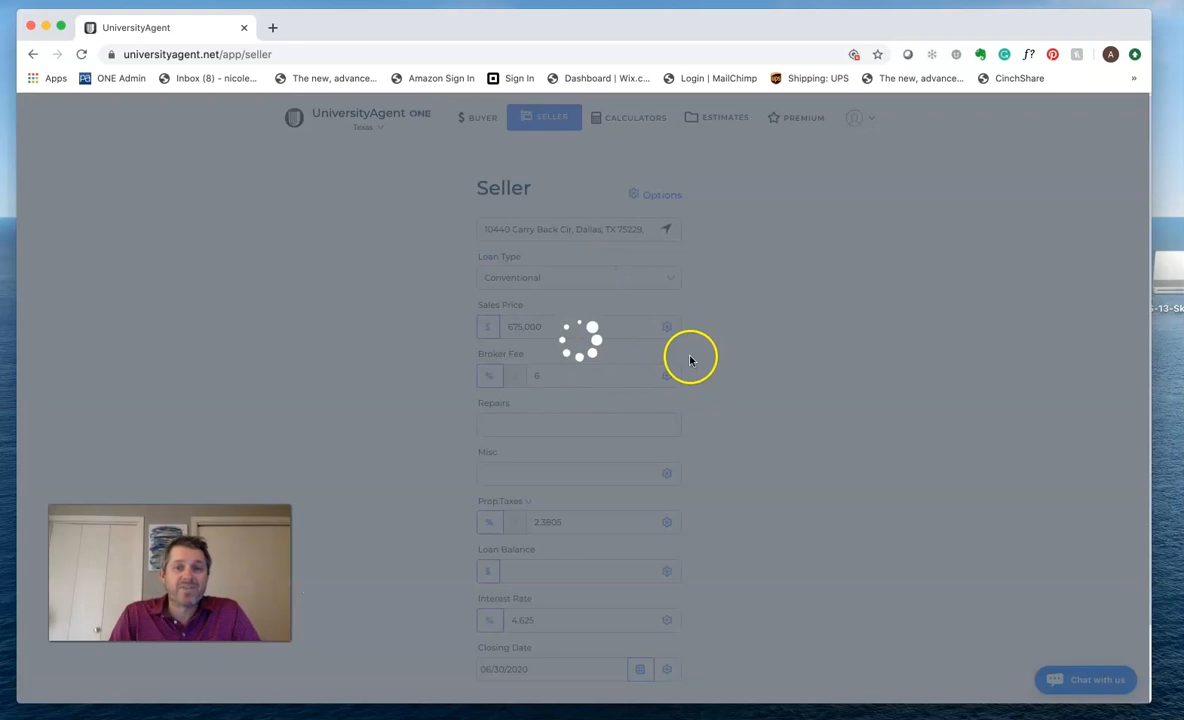 UniversityAgent
universityagent.net/app/seller
A
Apps ONE Admin Inbox (8) - nicole... The new, advance... Amazon Sign In Sign In Dashboard | Wix.c... Login | MailChimp Shipping: UPS The new, advance... CinchShare »
UniversityAgent ONE
Texas
$ BUYER SELLER CALCULATORS ESTIMATES PREMIUM
Seller
Options
10440 Carry Back Cir, Dallas, TX 75229,
Loan Type
Conventional
Sales Price
$ 675,000
Broker Fee
% 6
Repairs
Misc
Prop.Taxes
% 2.3805
Loan Balance
$
Interest Rate
% 4.625
Closing Date
06/30/2020
Chat with us